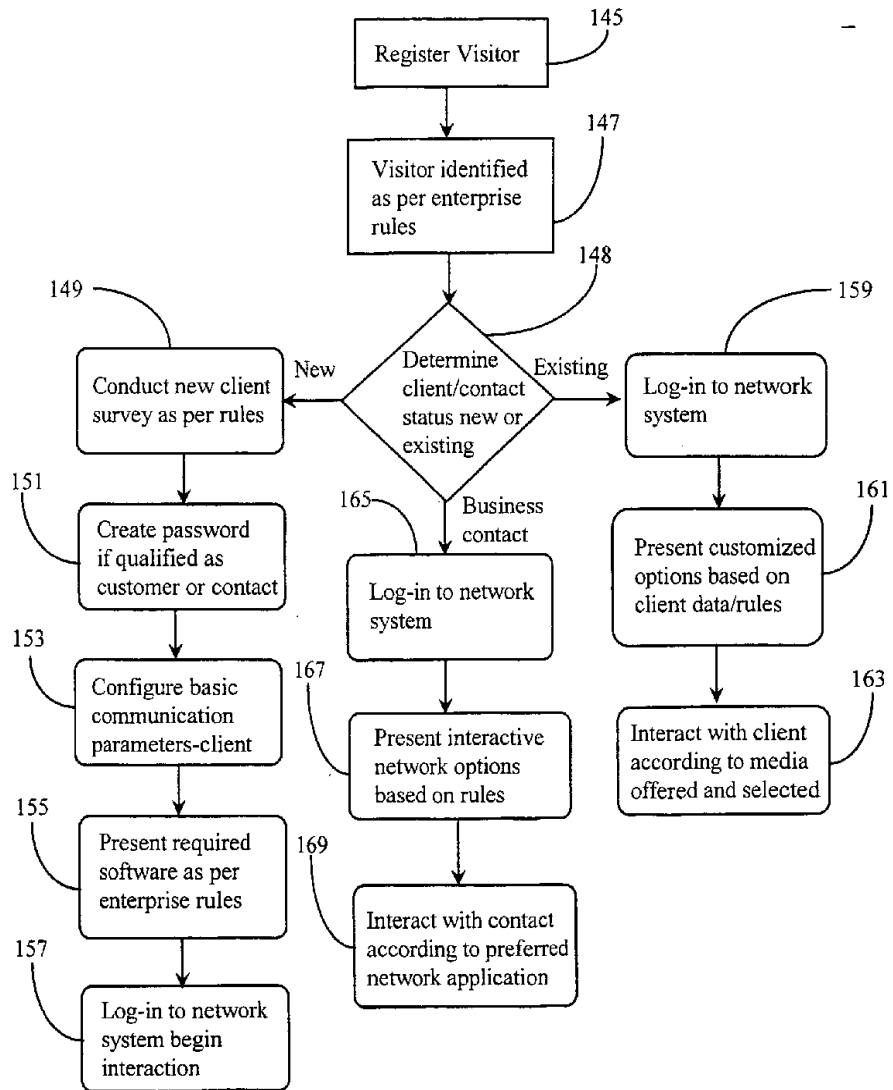 145
Register Visitor
147
Visitor identified
as per enterprise
rules
148
149
159
Determine
client/contact
status new or
existing
New
Existing
Conduct new client
survey as per rules
Log-in to network
system
151
165
Business
contact
161
Create password
if qualified as
customer or contact
Log-in to network
system
Present customized
options based on
client data/rules
153
167
163
Configure basic
communication
parameters-client
Present interactive
network options
based on rules
Interact with client
according to media
offered and selected
155
169
Present required
software as per
enterprise rules
Interact with contact
according to preferred
network application
157
Log-in to network
system begin
interaction